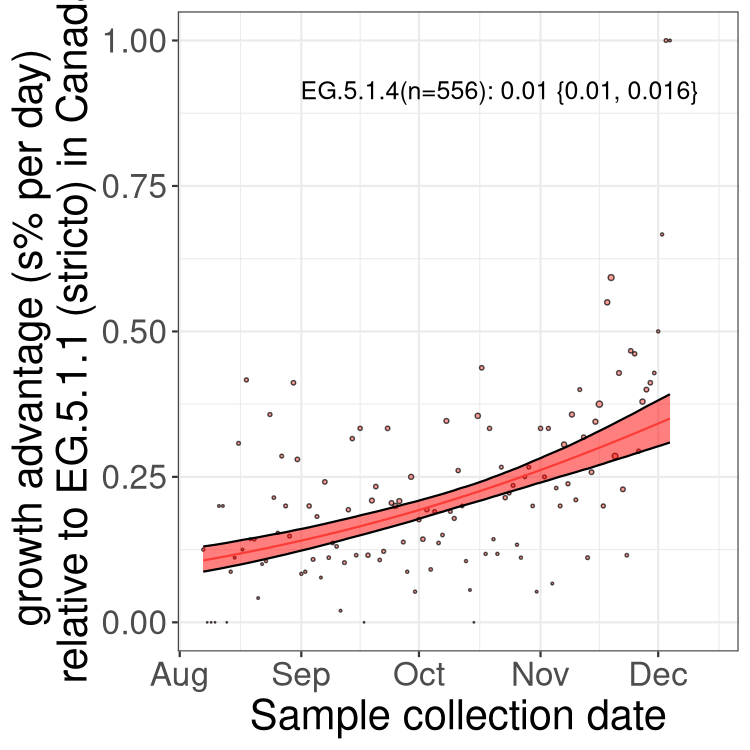 growth advantage (s% per day)
relative to EG.5.1.1 (stricto) in Canada
1.00
0.75
0.50
0.25
0.00
EG.5.1.4(n=556): 0.01 {0.01, 0.016}
Aug Sep Oct Nov Dec
Sample collection date